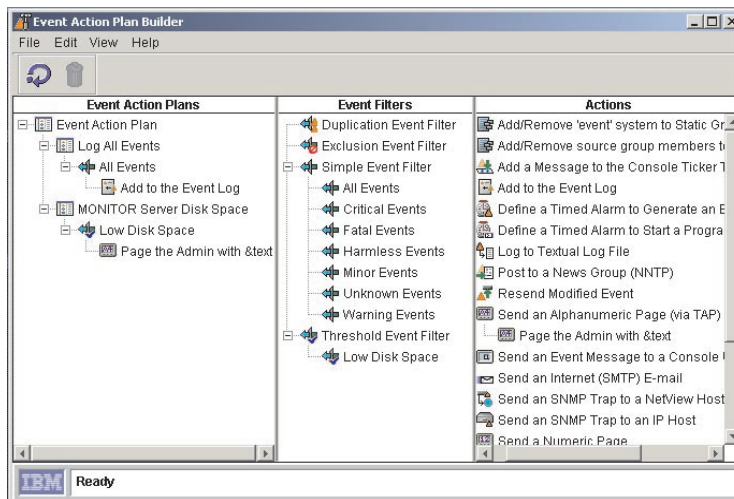 Event Action Plan Builder
File Edit View Help
Event Action Plans
Event Action Plan
Log All Events
All Events
Add to the Event Log
MONITOR Server Disk Space
Low Disk Space
Page the Admin with &text
Event Filters
Duplication Event Filter
Exclusion Event Filter
Simple Event Filter
All Events
Critical Events
Fatal Events
Harmless Events
Minor Events
Unknown Events
Warning Events
Threshold Event Filter
Low Disk Space
Actions
Add/Remove 'event' system to Static Gr
Add/Remove source group members to
Add a Message to the Console Ticker T
Add to the Event Log
Define a Timed Alarm to Generate an E
Define a Timed Alarm to Start a Progra
Log to Textual Log File
Post to a News Group (NNTP)
Resend Modified Event
Send an Alphanumeric Page (via TAP)
Page the Admin with &text
Send an Event Message to a Console
Send an Internet (SMTP) E-mail
Send an SNMP Trap to a NetView Host
Send an SNMP Trap to an IP Host
Send a Numeric Page
IBM
Ready